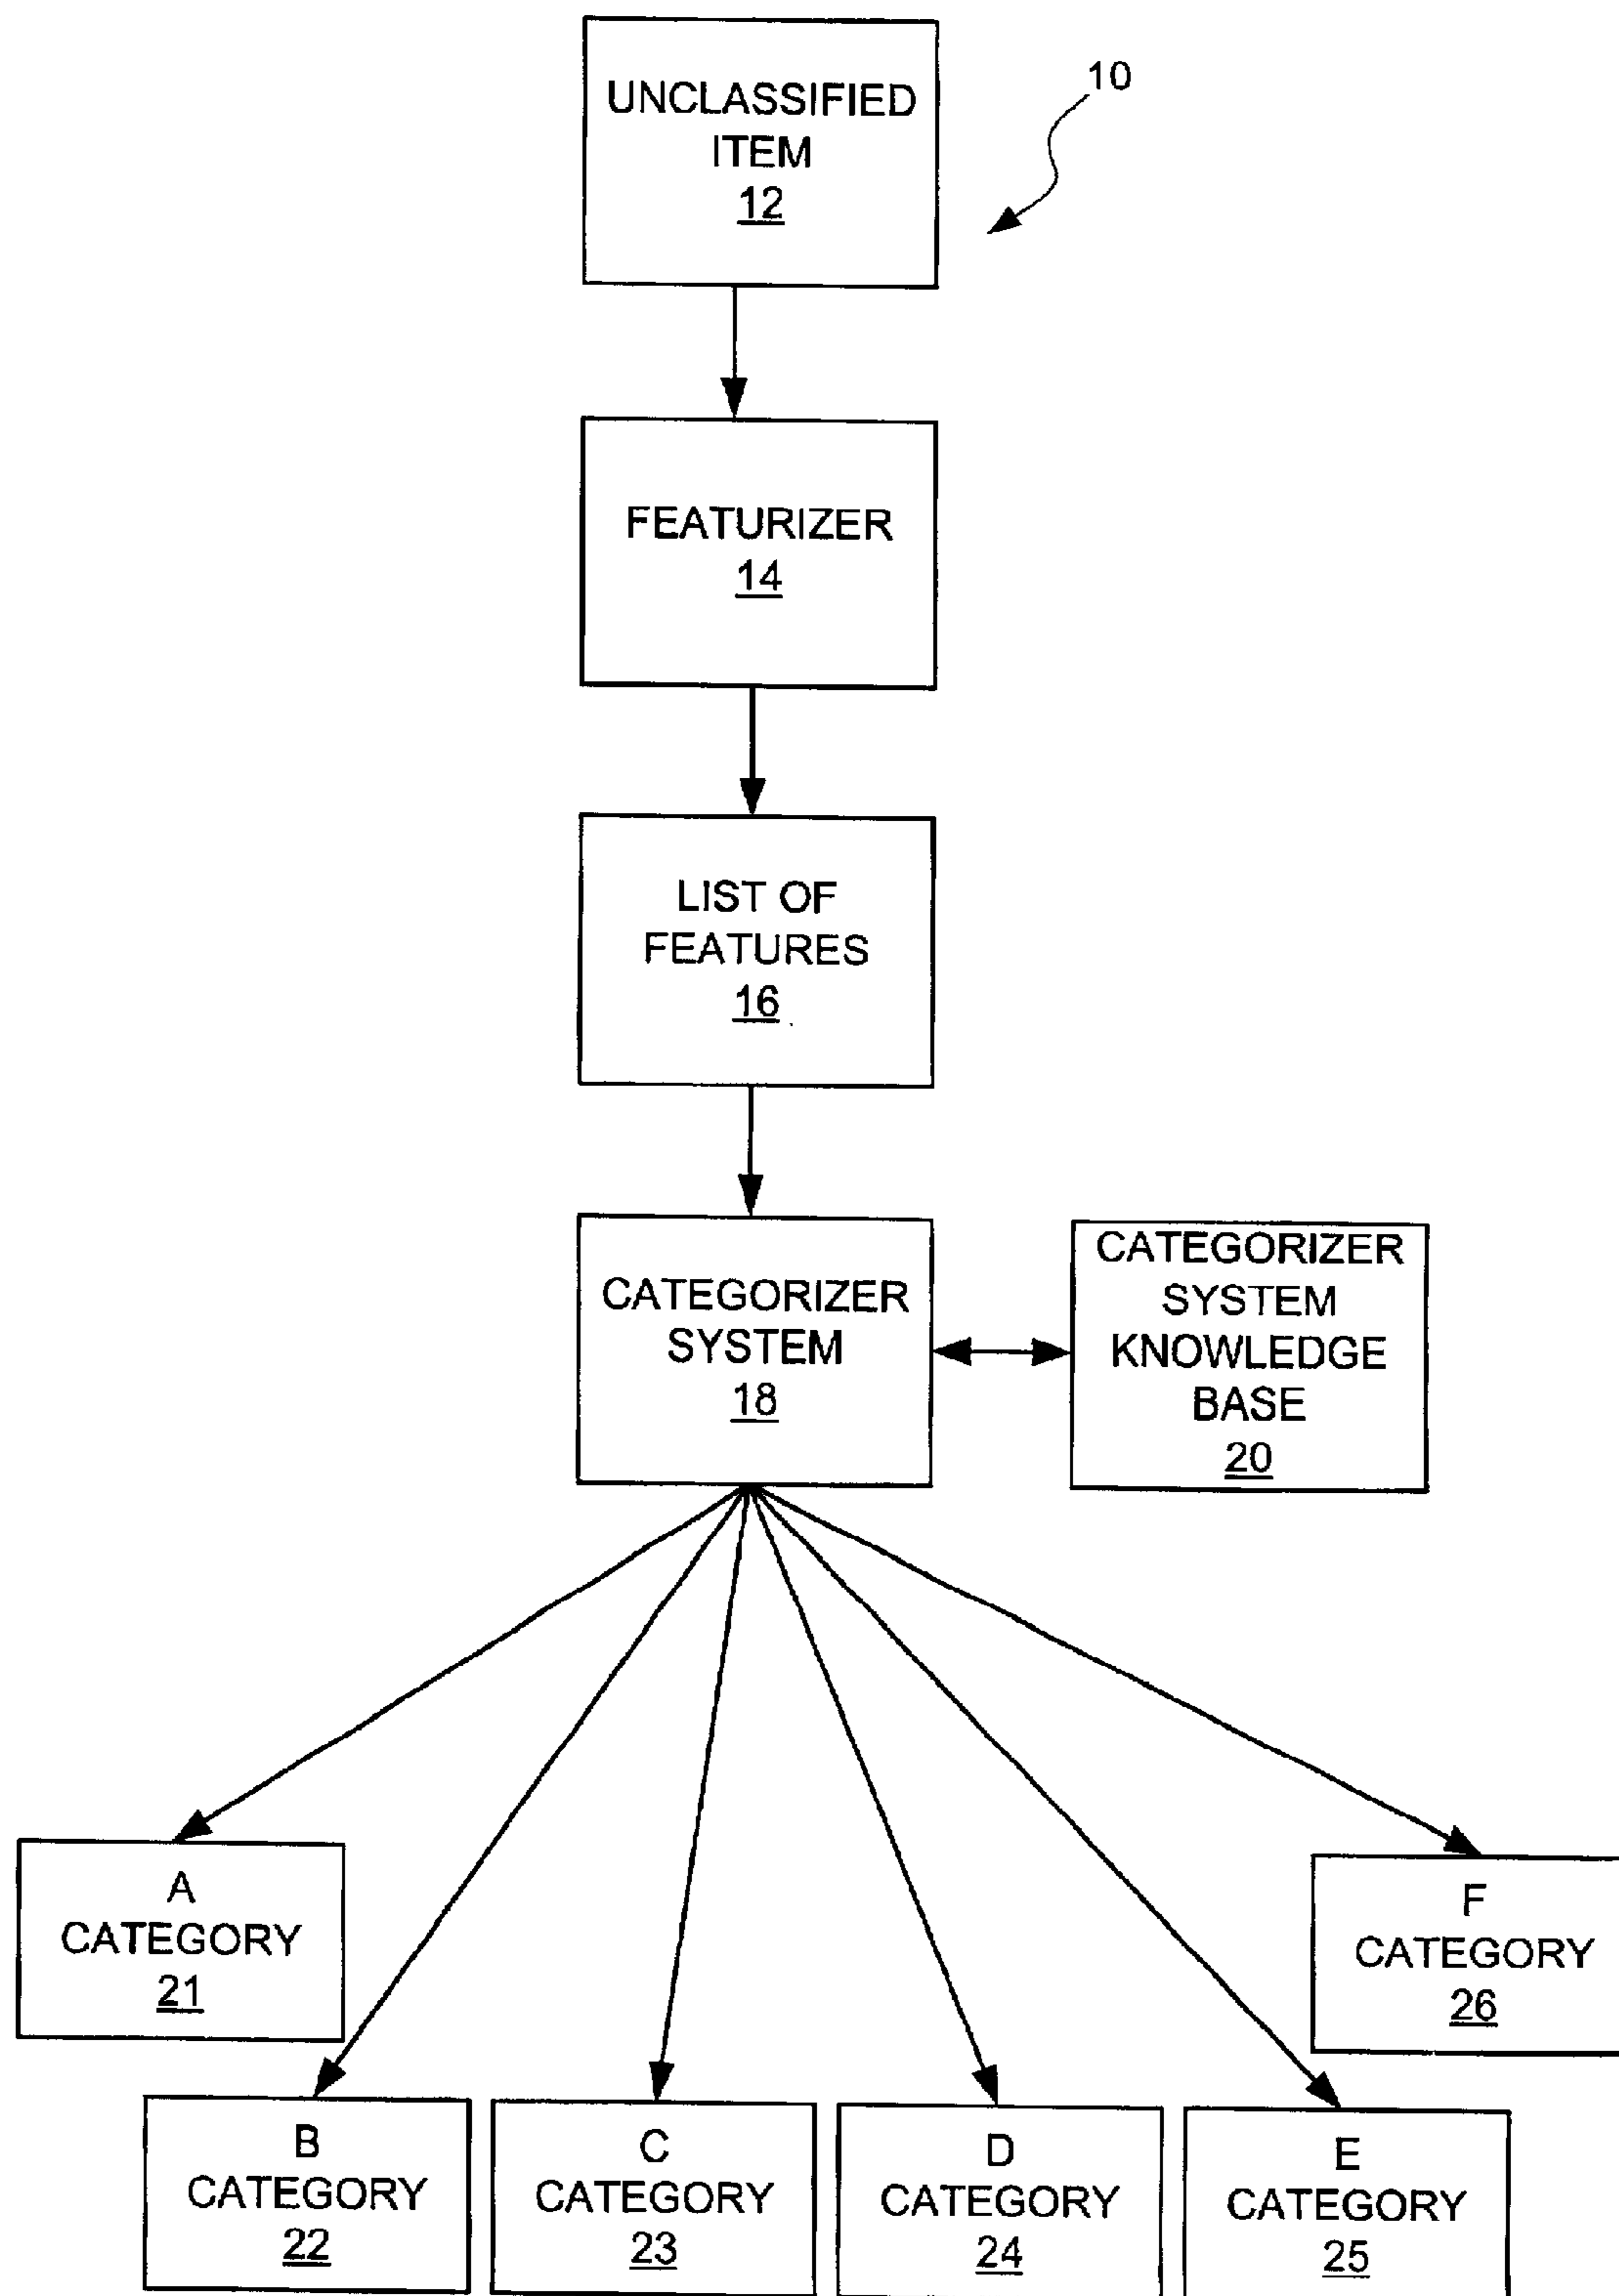 UNCLASSIFIED
ITEM
12
10
FEATURIZER
14
LIST OF
FEATURES
16
CATEGORIZER
SYSTEM
18
CATEGORIZER
SYSTEM
KNOWLEDGE
BASE
20
A
CATEGORY
21
F
CATEGORY
26
B
CATEGORY
22
C
CATEGORY
23
D
CATEGORY
24
E
CATEGORY
25